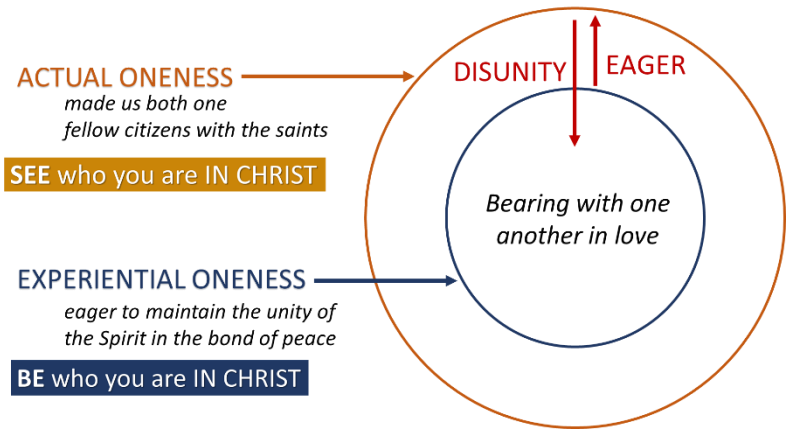 ACTUAL ONENESS
made us both one
fellow citizens with the saints
SEE who you are IN CHRIST
EXPERIENTIAL ONENESS
eager to maintain the unity of
the Spirit in the bond of peace
BE who you are IN CHRIST
DISUNITY
EAGER
Bearing with one
another in love